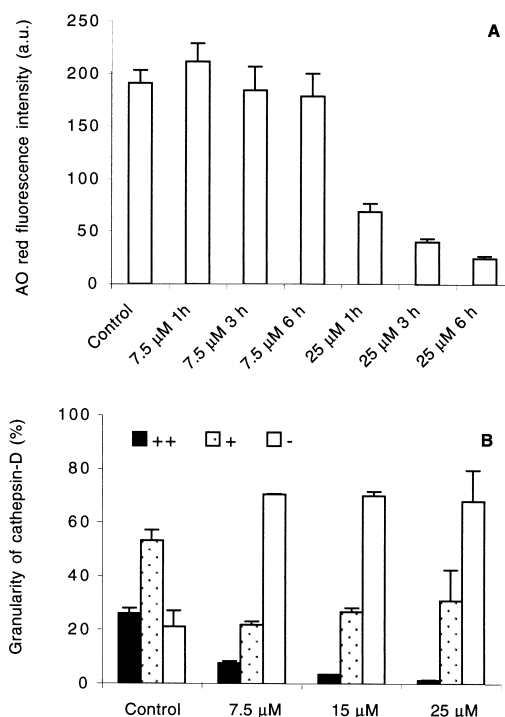 A
AO red fluorescence intensity (a.u.)
250
200
150
100
50
0
Control
7.5 µM 1h
7.5 µM 3 h
7.5 µM 6 h
25 µM 1h
25 µM 3 h
25 µM 6 h
B
Granularity of cathepsin-D (%)
100
80
60
40
20
0
++ + -
Control 7.5 µM 15 µM 25 µM